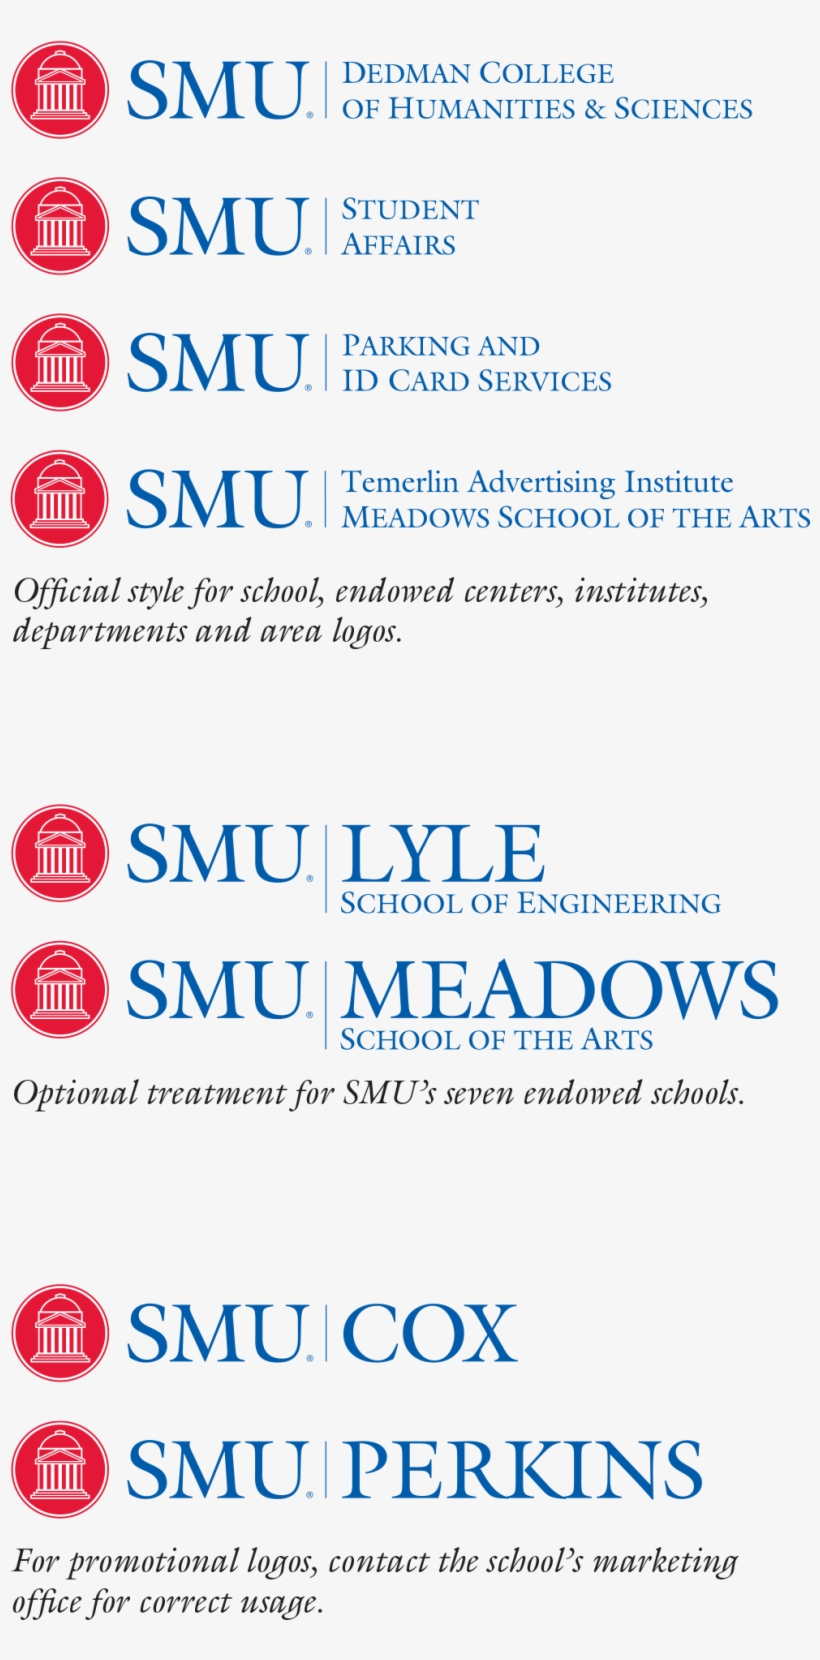 SMU® DEDMAN COLLEGE
OF HUMANITIES & SCIENCES
SMU® STUDENT
AFFAIRS
SMU® PARKING AND
ID CARD SERVICES
SMU® Temerlin Advertising Institute
MEADOWS SCHOOL OF THE ARTS
Official style for school, endowed centers, institutes,
departments and area logos.
SMU® LYLE
SCHOOL OF ENGINEERING
SMU® MEADOWS
SCHOOL OF THE ARTS
Optional treatment for SMU’s seven endowed schools.
SMU® COX
SMU® PERKINS
For promotional logos, contact the school’s marketing
office for correct usage.